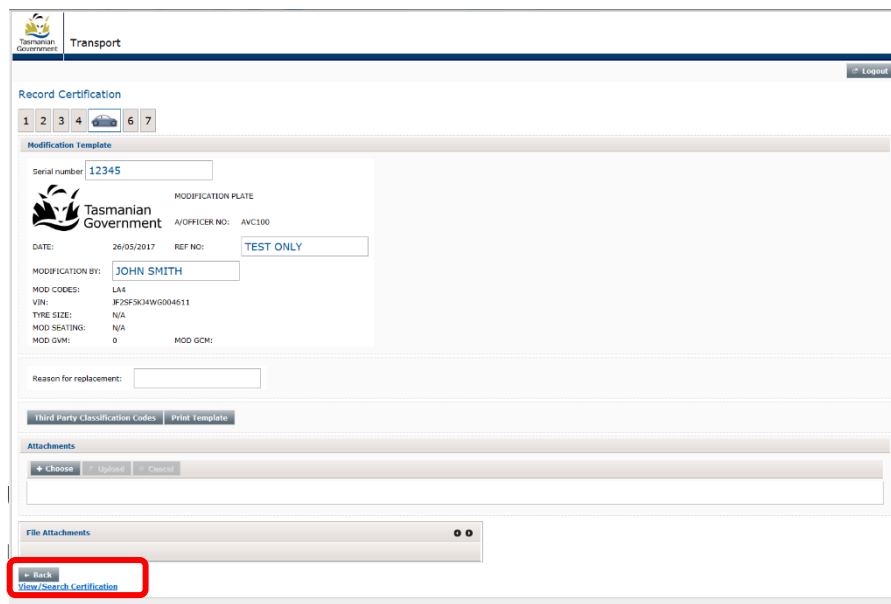 Tasmanian
Government
Transport
Logout
Record Certification
1 2 3 4 6 7
Modification Template
Serial number 12345
Tasmanian
Government
MODIFICATION PLATE
A/OFFICER NO: AVC100
DATE: 26/05/2017 REF NO: TEST ONLY
MODIFICATION BY: JOHN SMITH
MOD CODES: LA4
VIN: JF2SF5KJ4WG004611
TYRE SIZE: N/A
MOD SEATING: N/A
MOD GVM: 0 MOD GCM:
Reason for replacement:
Third Party Classification Codes Print Template
Attachments
Choose Upload Cancel
File Attachments
Back
View/Search Certification